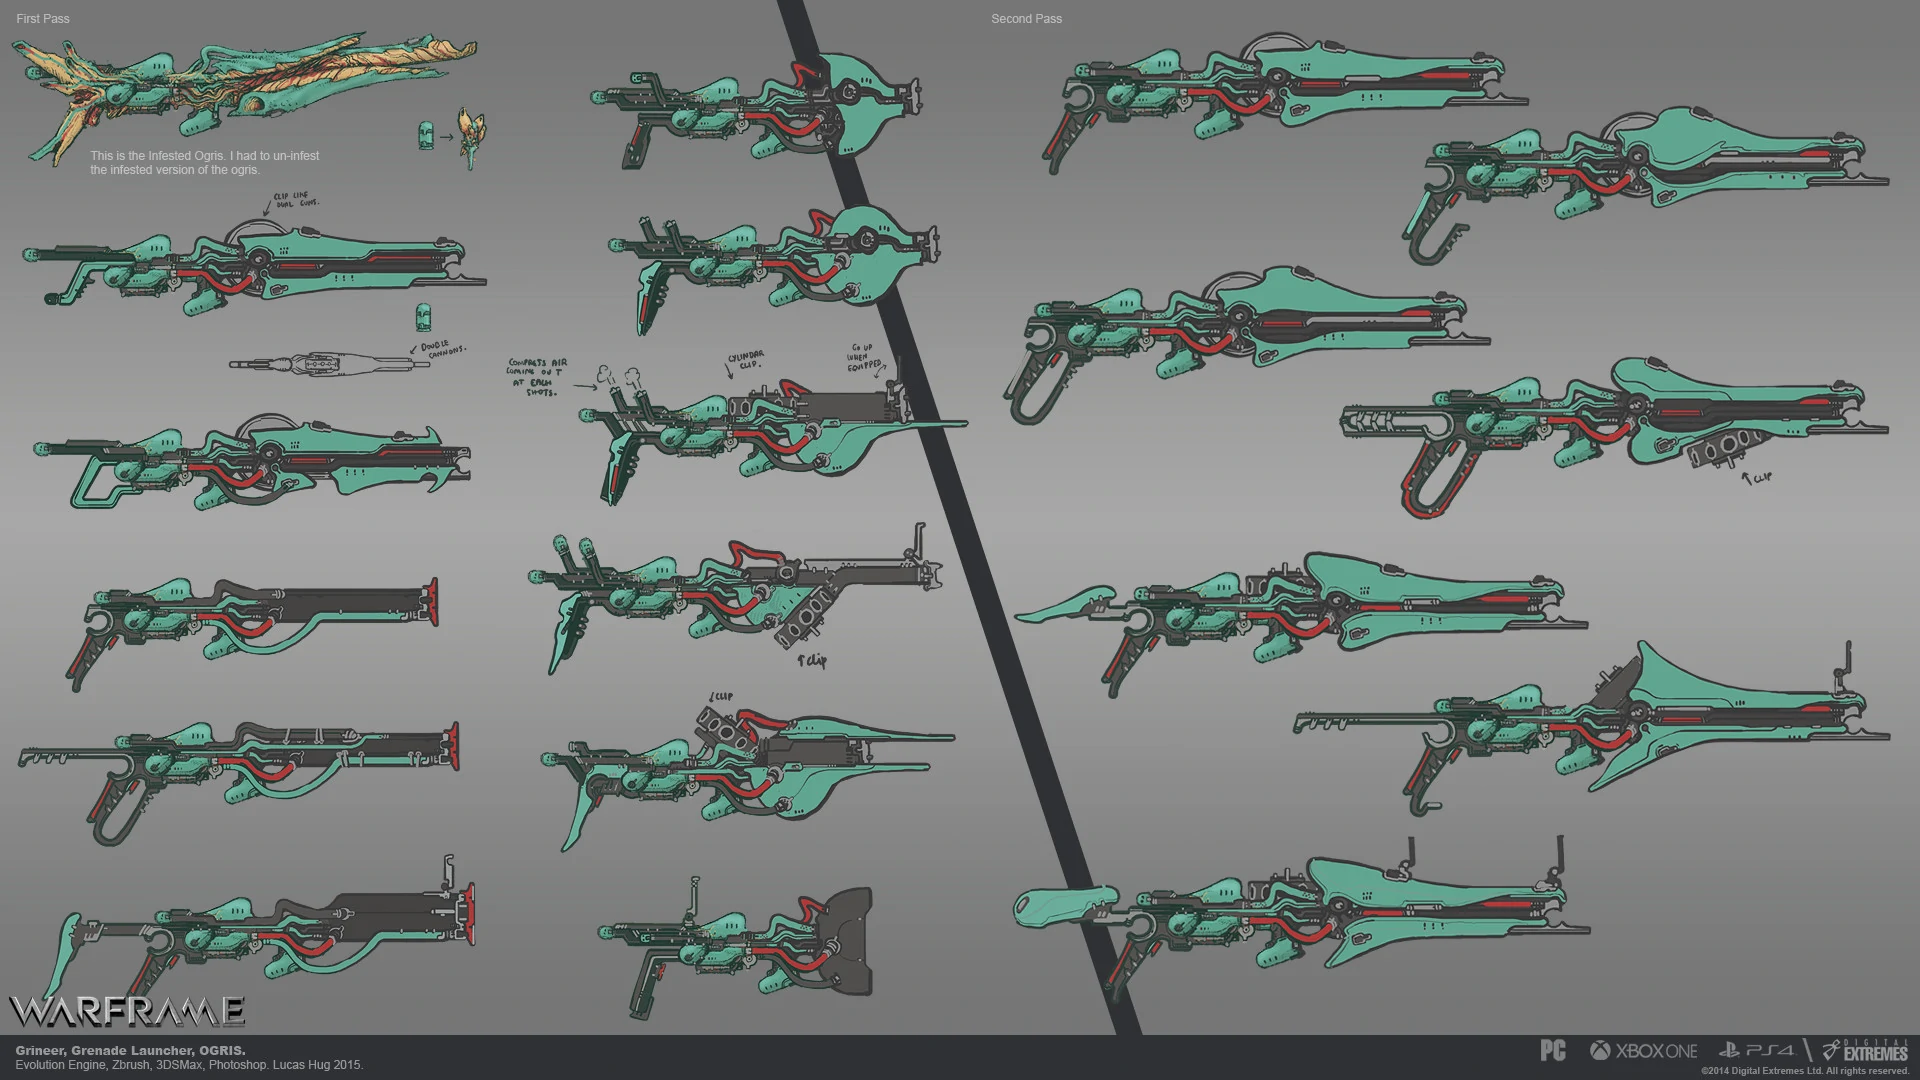 First Pass
Second Pass
This is the Infested Ogris. I had to un-infest
the infested version of the ogris.
CLIP LIKE
DUAL GUNS.
DOUBLE
CANNONS.
COMPRESS AIR
COMING OUT
AT EACH
SHOTS.
CYLINDAR
CLIP.
GO UP
WHEN
EQUIPPED
CLIP
clip
CLIP
WARFRAME
Grineer, Grenade Launcher, OGRIS.
Evolution Engine, Zbrush, 3DSMax, Photoshop. Lucas Hug 2015.
PC XBOX ONE PS4 DIGITAL EXTREMES
©2014 Digital Extremes Ltd. All rights reserved.